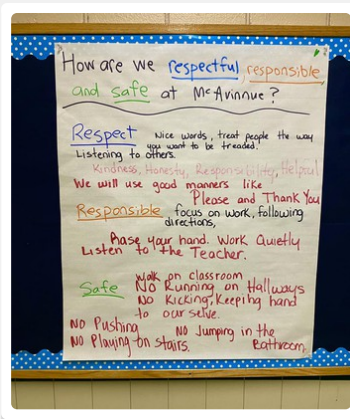 How are we respectful, responsible
and safe at McAvinnue?
Respect Nice words, treat people the way
you want to be treaded.
Listening to others.
Kindness, Honesty, Responsebilitdy, Helpful
We will use good manners like
Please and Thank You
Responsible focus on work, following
directions,
Raise your hand. Work Quietly
Listen to the Teacher.
Safe Walk on classroom
No Running on Hallways
No Kicking, Keeping hand
to our selve.
No Pushing No Jumping in the
No Playing on stairs. Bathroom